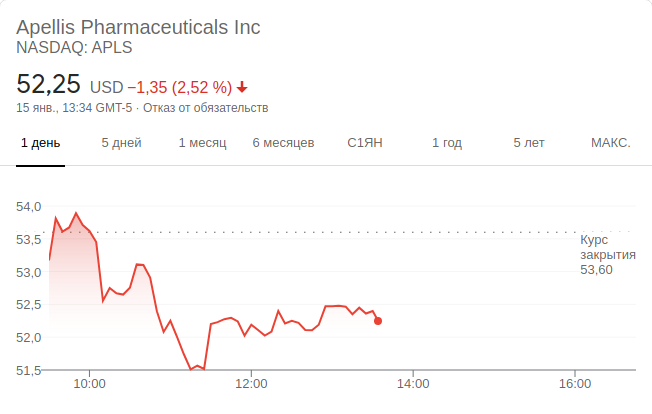 Apellis Pharmaceuticals Inc
NASDAQ: APLS
52,25 USD −1,35 (2,52 %)
15 янв., 13:34 GMT-5 · Отказ от обязательств
1 день 5 дней 1 месяц 6 месяцев С1ЯН 1 год 5 лет МАКС.
54,0
53,5
53,0
52,5
52,0
51,5
Курс
закрытия
53,60
10:00 12:00 14:00 16:00